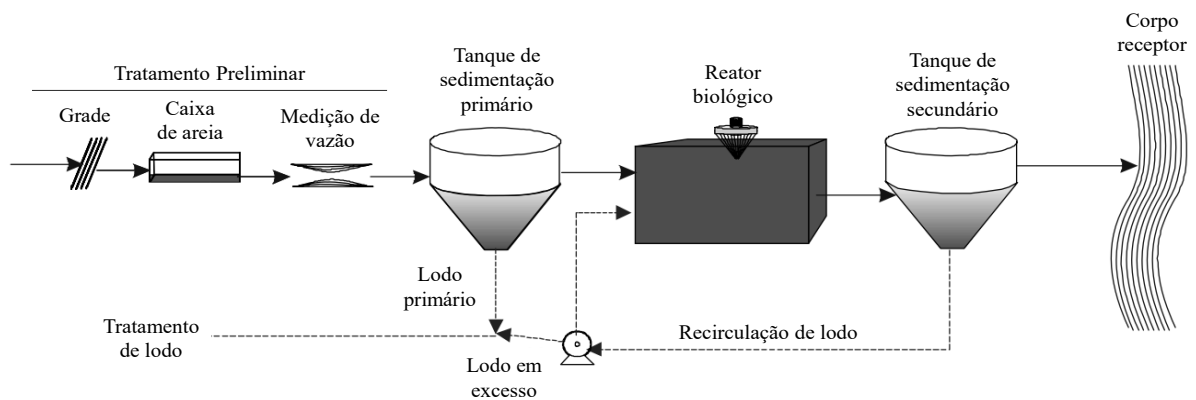 Corpo
receptor
Tratamento Preliminar
Tanque de
sedimentação
primário
Reator
biológico
Tanque de
sedimentação
secundário
Grade
Caixa
de areia
Medição de
vazão
Lodo
primário
Tratamento
de lodo
Recirculação de lodo
Lodo em
excesso